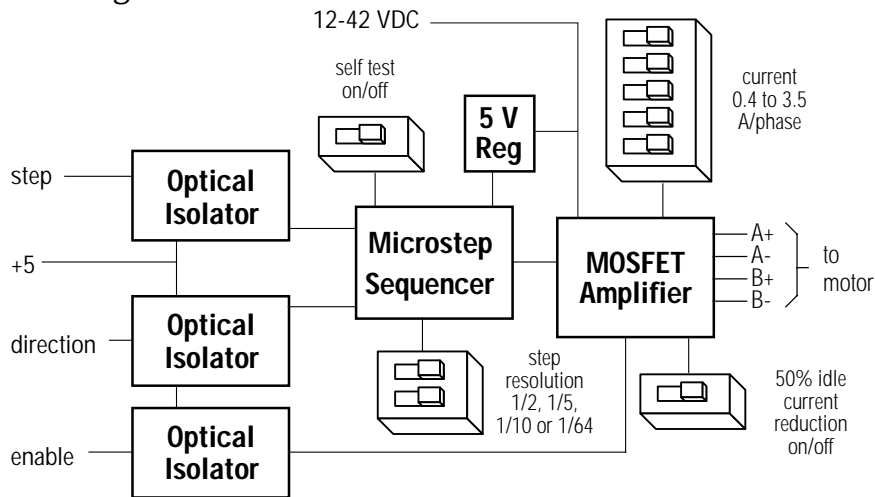 12-42 VDC
self test
on/off
current
0.4 to 3.5
A/phase
5 V
Reg
step
Optical
Isolator
+5
Microstep
Sequencer
MOSFET
Amplifier
A+
A-
B+
B-
to
motor
direction
Optical
Isolator
step
resolution
1/2, 1/5,
1/10 or 1/64
50% idle
current
reduction
on/off
enable
Optical
Isolator